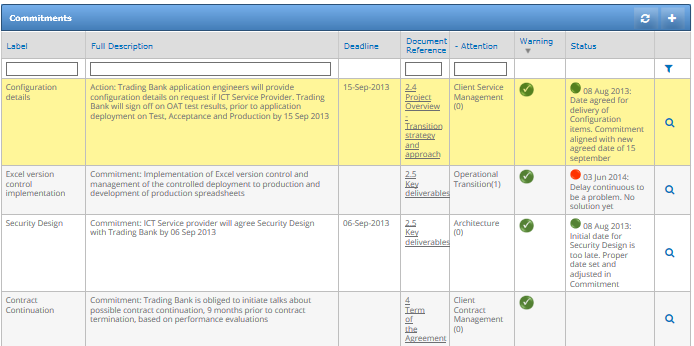 Commitments
Label
Full Description
Deadline
Document
Reference
- Attention
Warning
Status
Configuration
details
Action: Trading Bank application engineers will provide
configuration details on request if ICT Service Provider. Trading
Bank will sign off on OAT test results, prior to application
deployment on Test, Acceptance and Production by 15 Sep 2013
15-Sep-2013
2.4
Project
Overview
-
Transition
strategy
and
approach
Client Service
Management
(0)
08 Aug 2013:
Date agreed for
delivery of
Configuration
items. Commitment
aligned with new
agreed date of 15
september
Excel version
control
implementation
Commitment: Implementation of Excel version control and
management of the controlled deployment to production and
development of production spreadsheets
2.5
Key
deliverables
Operational
Transition(1)
03 Jun 2014:
Delay continuous to
be a problem. No
solution yet
Security Design
Commitment: ICT Service provider will agree Security Design
with Trading Bank by 06 Sep 2013
06-Sep-2013
2.5
Key
deliverables
Architecture
(0)
08 Aug 2013:
Initial date for
Security Design is
too late. Proper
date set and
adjusted in
Commitment
Contract
Continuation
Commitment: Trading Bank is obliged to initiate talks about
possible contract continuation, 9 months prior to contract
termination, based on performance evaluations
4
Term
of
the
Agreement
Client
Contract
Management
(0)